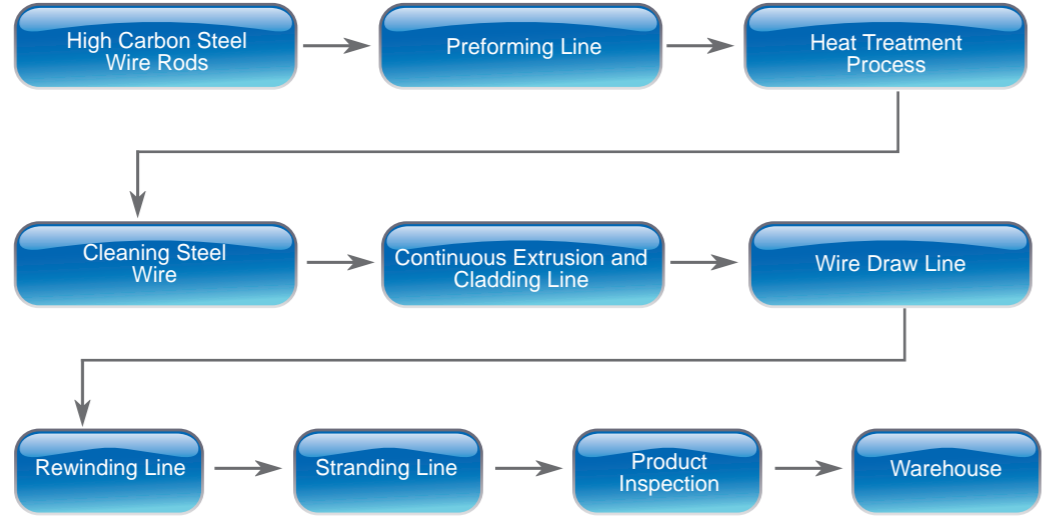 High Carbon Steel
Wire Rods
Preforming Line
Heat Treatment
Process
Cleaning Steel
Wire
Continuous Extrusion and
Cladding Line
Wire Draw Line
Rewinding Line
Stranding Line
Product
Inspection
Warehouse